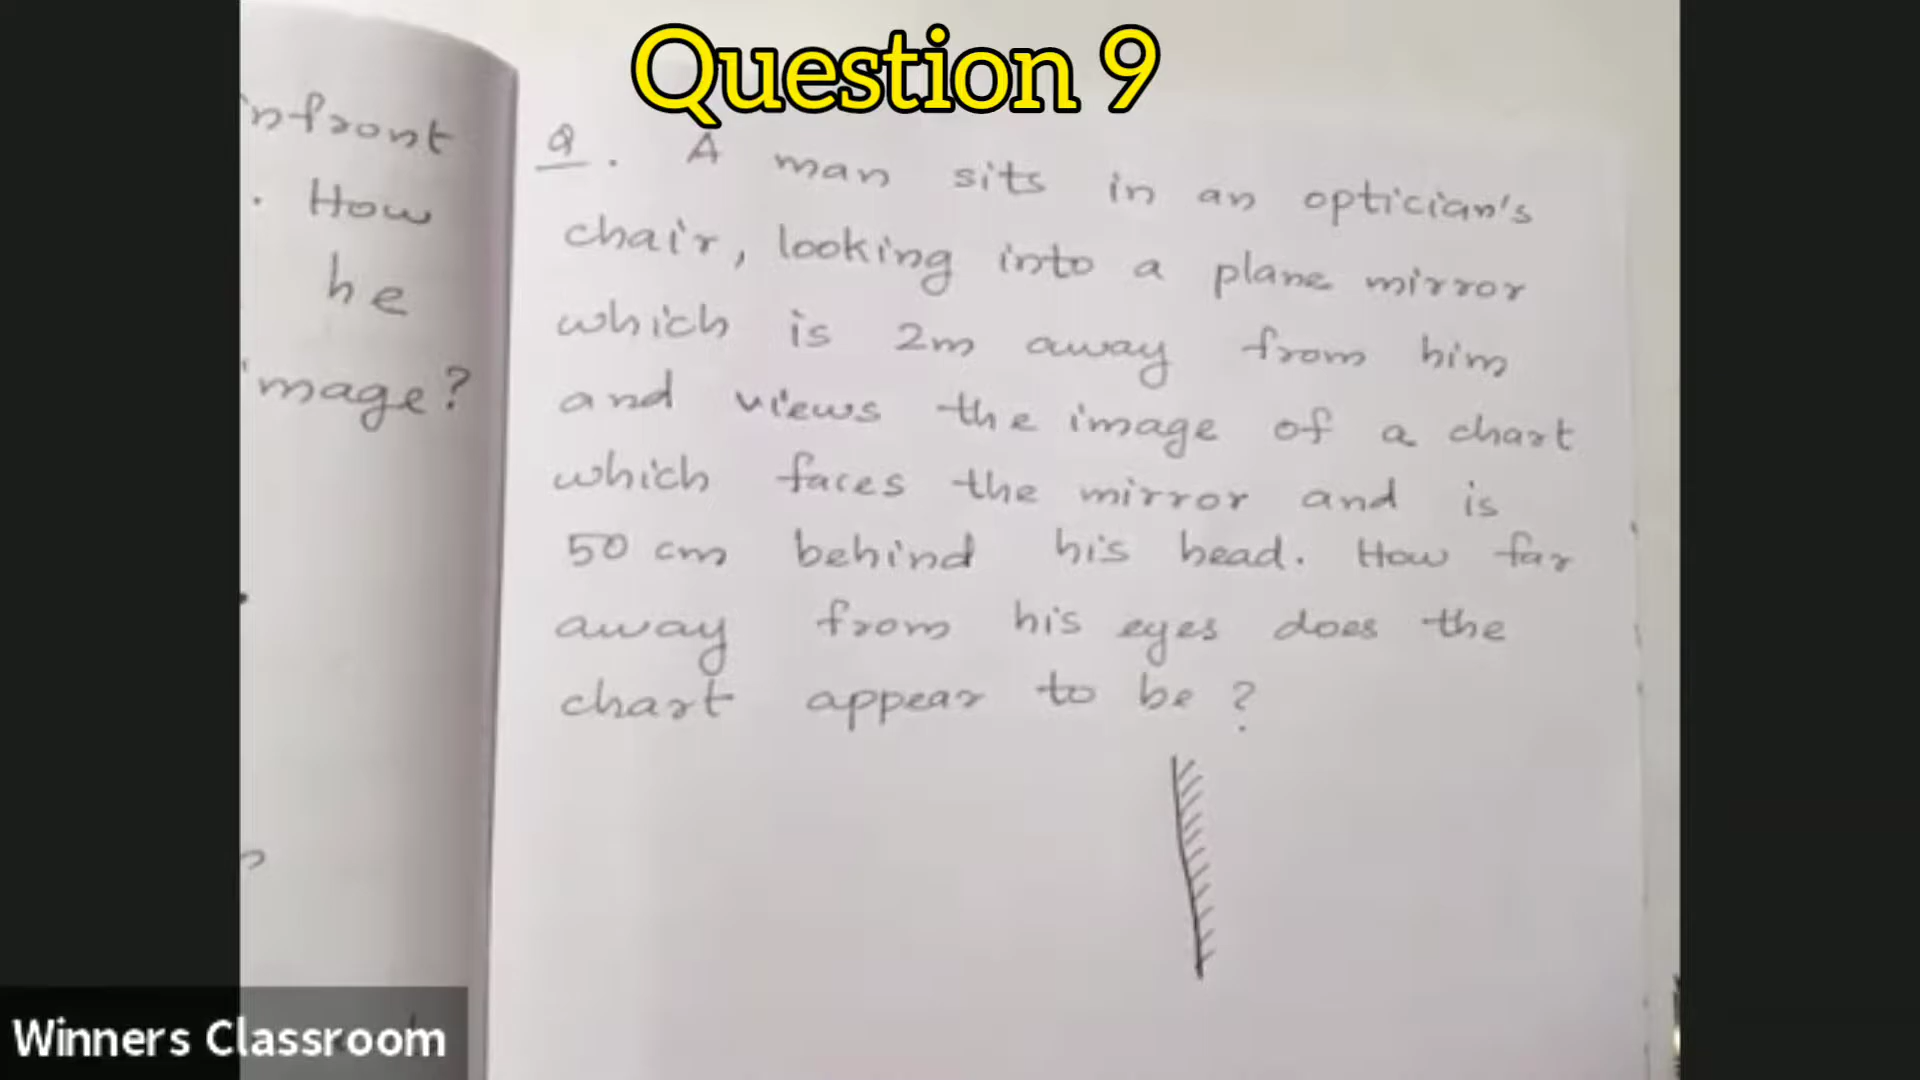 Question 9
nfront
. How
he
mage?
Q. A man sits in an optician's
chair, looking into a plane mirror
which is 2m away from him
and views the image of a chart
which faces the mirror and is
50 cm behind his head. How far
away from his eyes does the
chart appear to be?
Winners Classroom